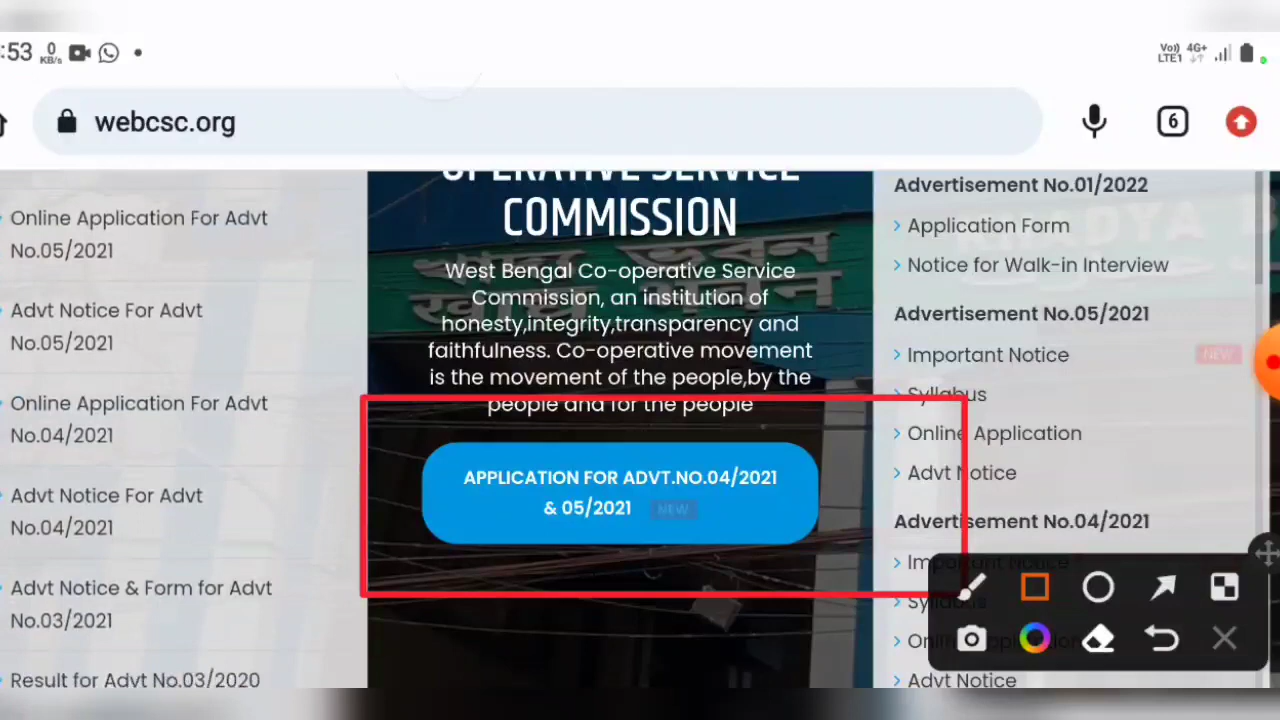 :53
0
KB/s
Vo))
LTE1
4G+
webcsc.org
6
Online Application For Advt
No.05/2021
Advt Notice For Advt
No.05/2021
Online Application For Advt
No.04/2021
Advt Notice For Advt
No.04/2021
Advt Notice & Form for Advt
No.03/2021
Result for Advt No.03/2020
OPERATIVE SERVICE
COMMISSION
West Bengal Co-operative Service
Commission, an institution of
honesty,integrity,transparency and
faithfulness. Co-operative movement
is the movement of the people,by the
people and for the people
APPLICATION FOR ADVT.NO.04/2021
& 05/2021 NEW
Advertisement No.01/2022
Application Form
Notice for Walk-in Interview
Advertisement No.05/2021
Important Notice NEW
Syllabus
Online Application
Advt Notice
Advertisement No.04/2021
Important Notice
Syllabus
Advt Notice